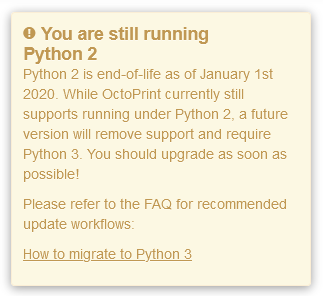 You are still running
Python 2
Python 2 is end-of-life as of January 1st
2020. While OctoPrint currently still
supports running under Python 2, a future
version will remove support and require
Python 3. You should upgrade as soon as
possible!
Please refer to the FAQ for recommended
update workflows:
How to migrate to Python 3